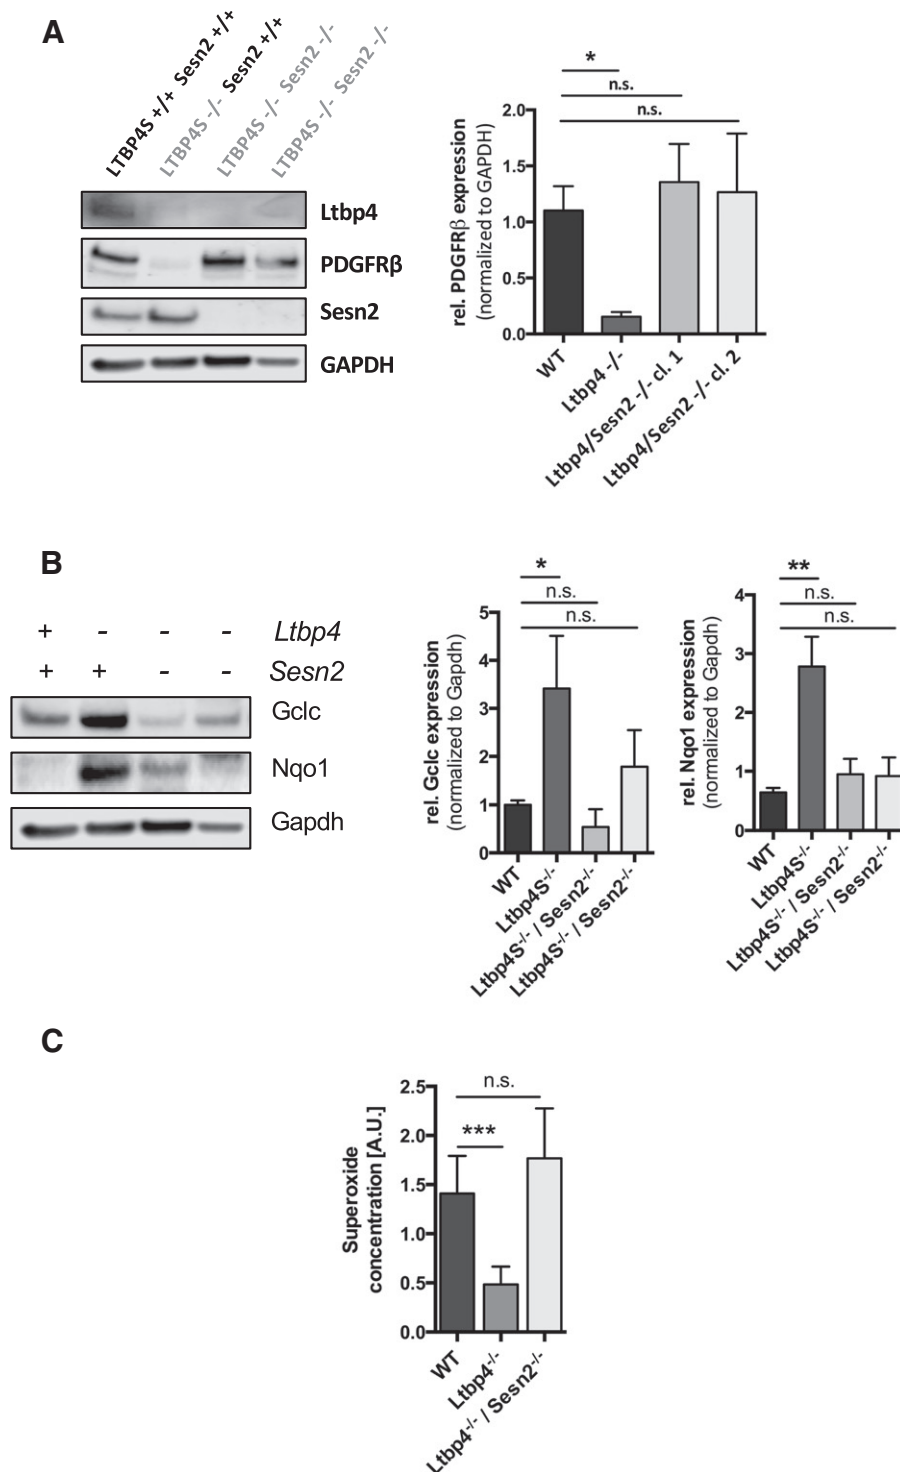 A
LTBP4S +/+ Sesn2 +/+
LTBP4S -/- Sesn2 +/+
LTBP4S -/- Sesn2 -/-
LTBP4S -/- Sesn2 -/-
Ltbp4
PDGFRβ
Sesn2
GAPDH
*
n.s.
n.s.
rel. PDGFRβ expression
(normalized to GAPDH)
2.0
1.5
1.0
0.5
0.0
WT
Ltbp4 -/-
Ltbp4/Sesn2 -/- cl. 1
Ltbp4/Sesn2 -/- cl. 2
B
+ - - - Ltbp4
+ + - - Sesn2
Gclc
Nqo1
Gapdh
*
n.s.
n.s.
rel. Gclc expression
(normalized to Gapdh)
5
4
3
2
1
0
WT
Ltbp4S-/-
Ltbp4S-/- / Sesn2-/-
Ltbp4S-/- / Sesn2-/-
**
n.s.
n.s.
rel. Nqo1 expression
(normalized to Gapdh)
4
3
2
1
0
WT
Ltbp4S-/-
Ltbp4S-/- / Sesn2-/-
Ltbp4S-/- / Sesn2-/-
C
n.s.
***
Superoxide
concentration [A.U.]
2.5
2.0
1.5
1.0
0.5
0.0
WT
Ltbp4-/-
Ltbp4-/- / Sesn2-/-